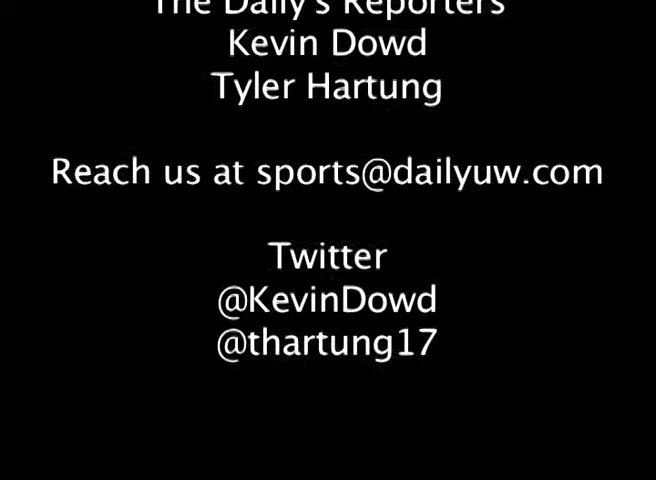 The Daily's Reporters
Kevin Dowd
Tyler Hartung
Reach us at sports@dailyuw.com
Twitter
@KevinDowd
@thartung17